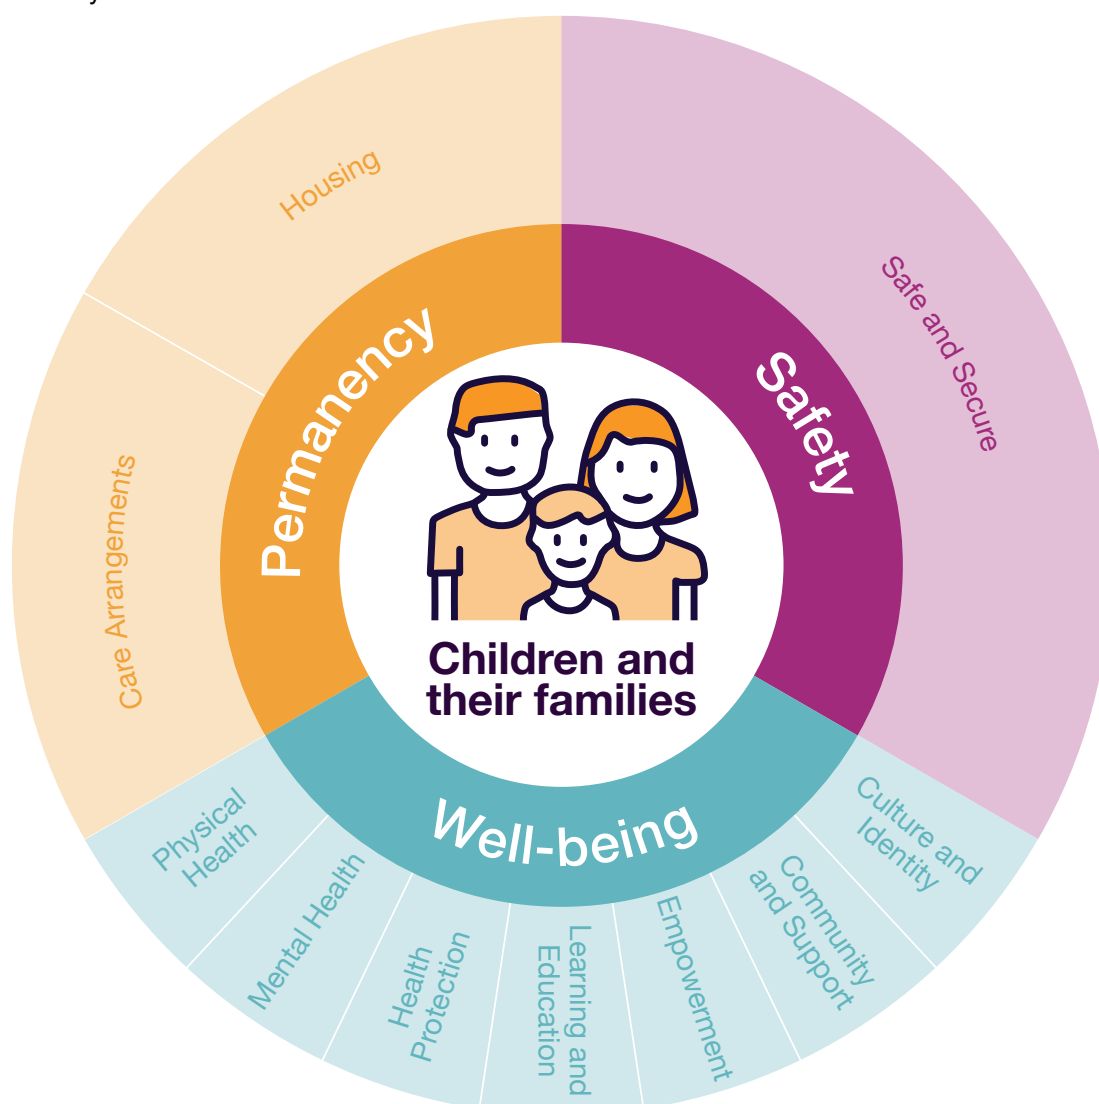 Housing
Safe and Secure
Permanency
Safety
Care Arrangements
Children and
their families
Well-being
Physical
Health
Mental Health
Health
Protection
Learning and
Education
Empowerment
Community
and Support
Culture and
Identity